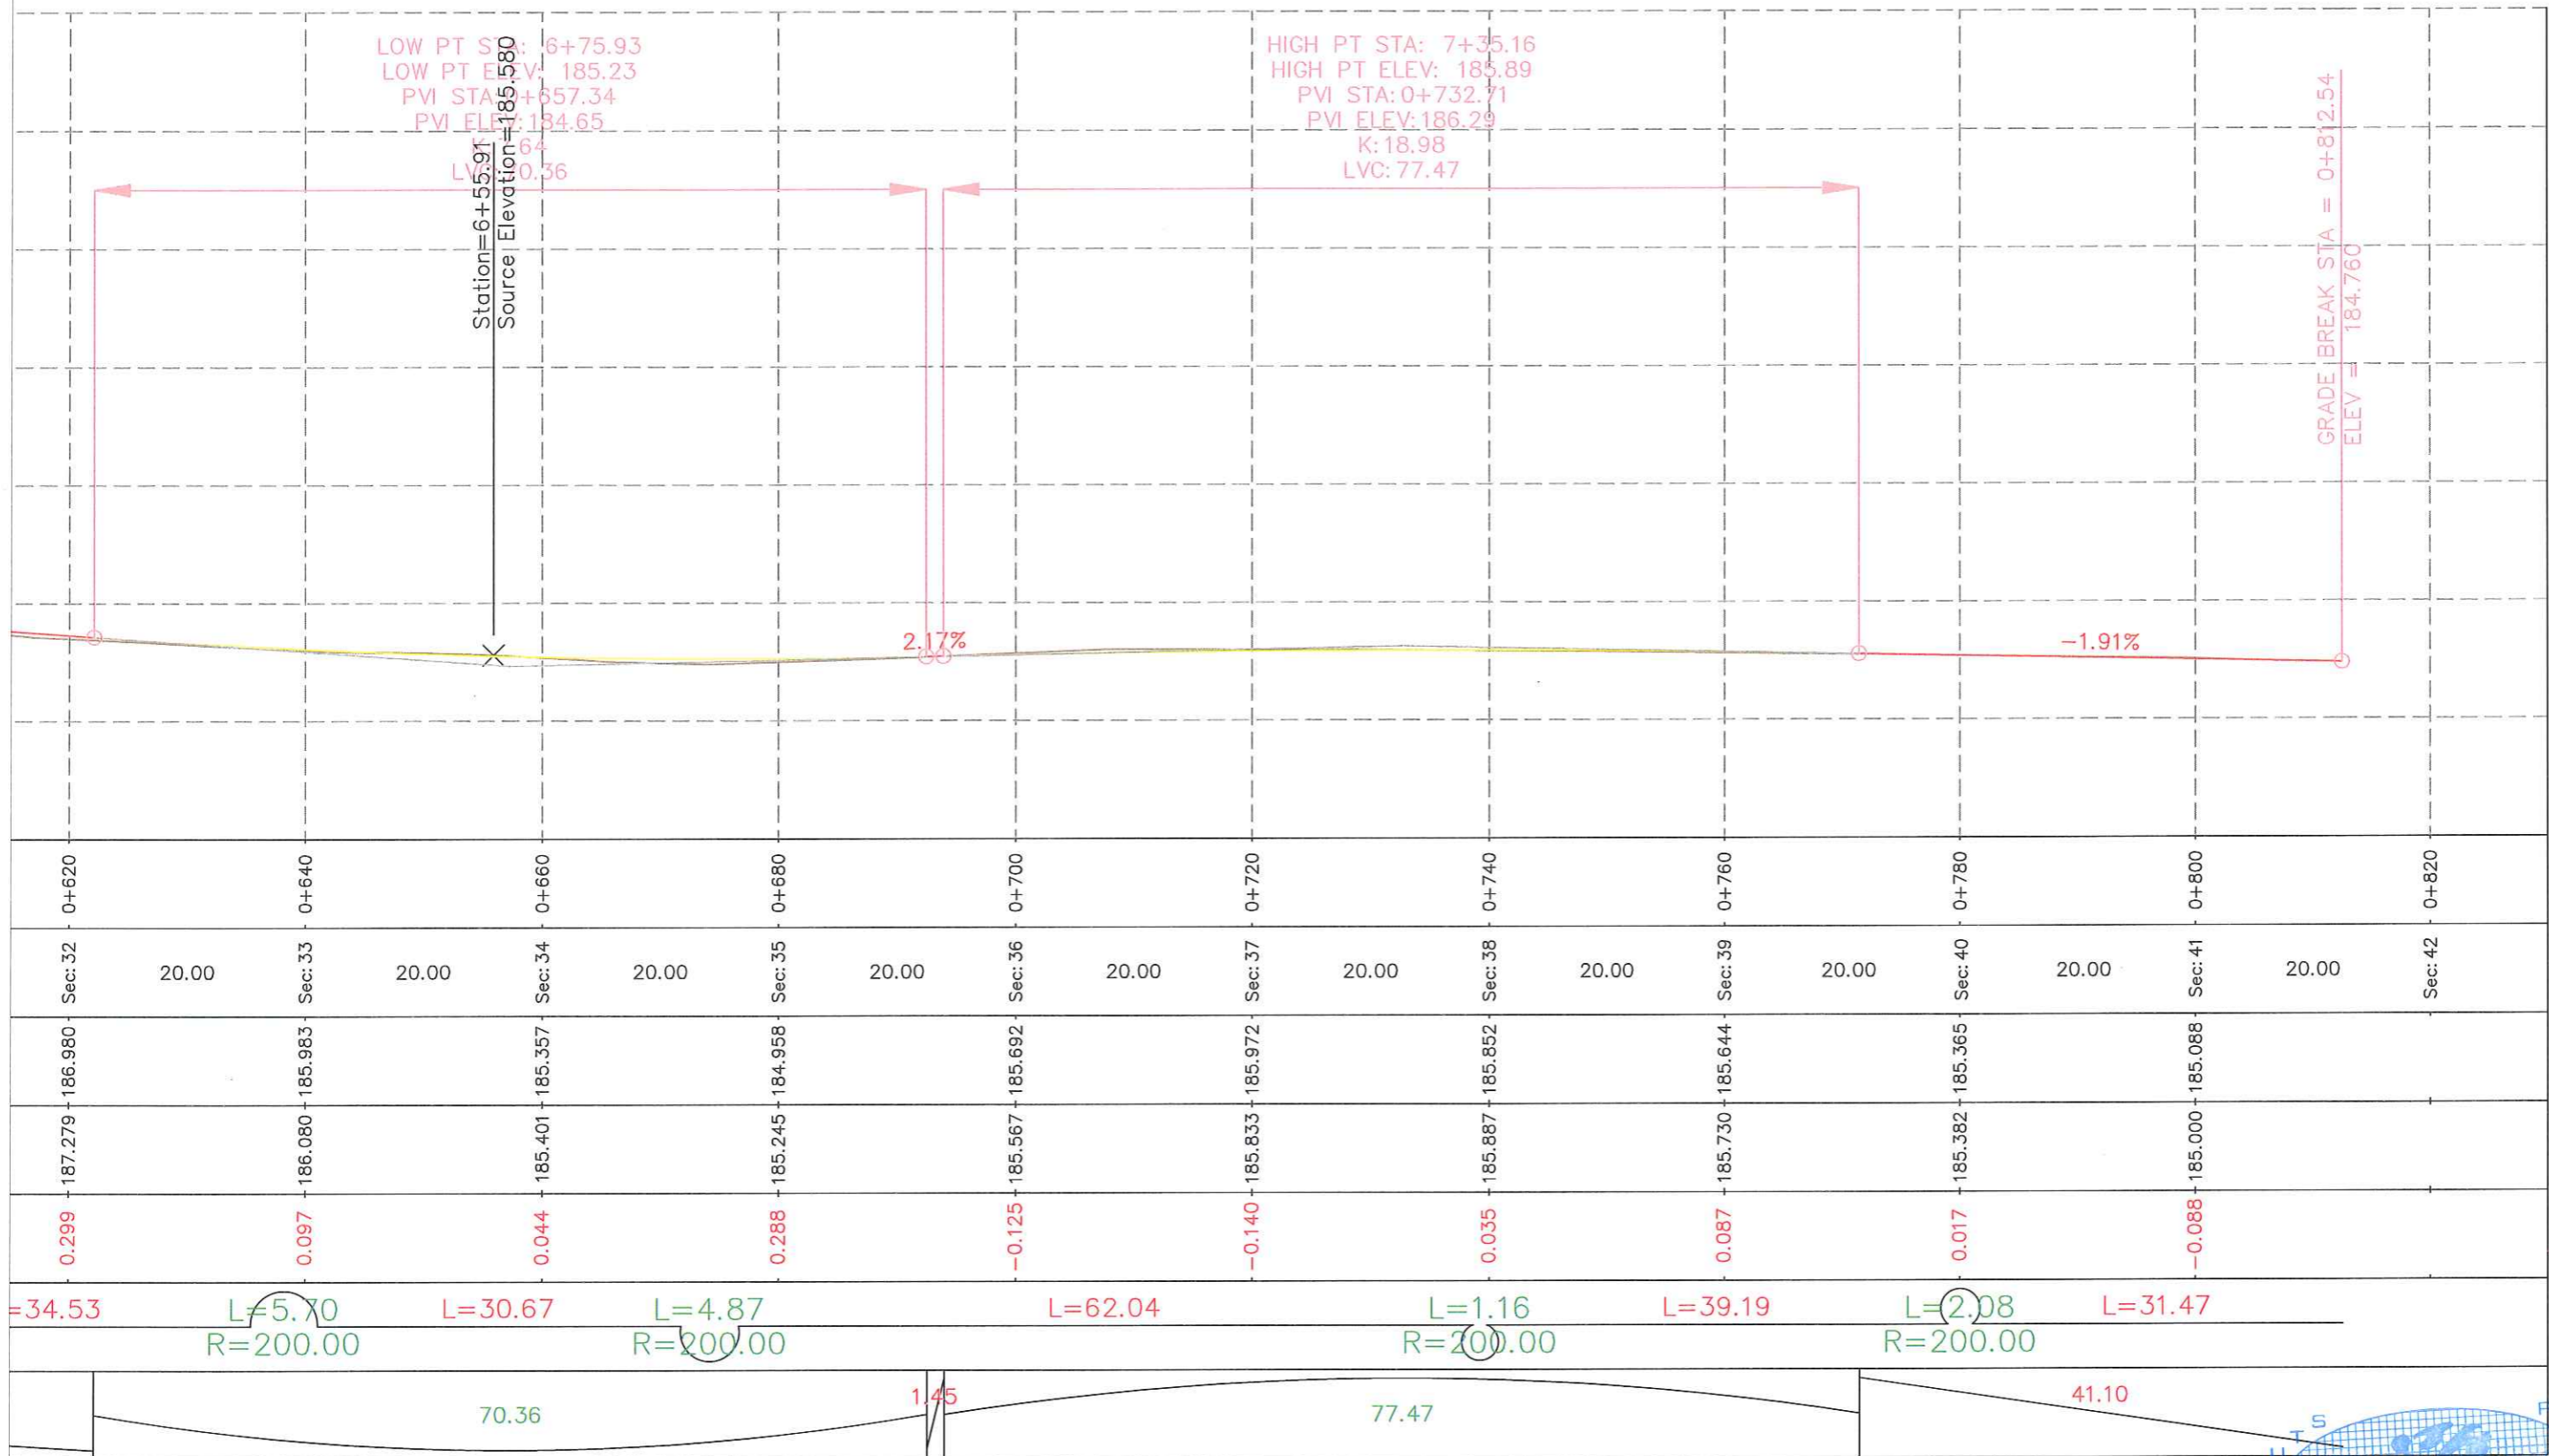 LOW PT STA: 6+75.93
LOW PT ELEV: 185.23
PVI STA:0+657.34
PVI ELEV:184.65
64
LVC:70.36
Station=6+55.91
Source Elevation=185.580
HIGH PT STA: 7+35.16
HIGH PT ELEV: 185.89
PVI STA:0+732.71
PVI ELEV:186.29
K:18.98
LVC:77.47
GRADE BREAK STA = 0+812.54
ELEV = 184.760
2.17%
−1.91%
0+620 0+640 0+660 0+680 0+700 0+720 0+740 0+760 0+780 0+800 0+820
Sec: 32 20.00 Sec: 33 20.00 Sec: 34 20.00 Sec: 35 20.00 Sec: 36 20.00 Sec: 37 20.00 Sec: 38 20.00 Sec: 39 20.00 Sec: 40 20.00 Sec: 41 20.00 Sec: 42
186.980 185.983 185.357 184.958 185.692 185.972 185.852 185.644 185.365 185.088
187.279 186.080 185.401 185.245 185.567 185.833 185.887 185.730 185.382 185.000
0.299 0.097 0.044 0.288 −0.125 −0.140 0.035 0.087 0.017 −0.088
=34.53 L=5.70 L=30.67 L=4.87 L=62.04 L=1.16 L=39.19 L=2.08 L=31.47
R=200.00 R=200.00 R=200.00 R=200.00
70.36 1.45 77.47 41.10